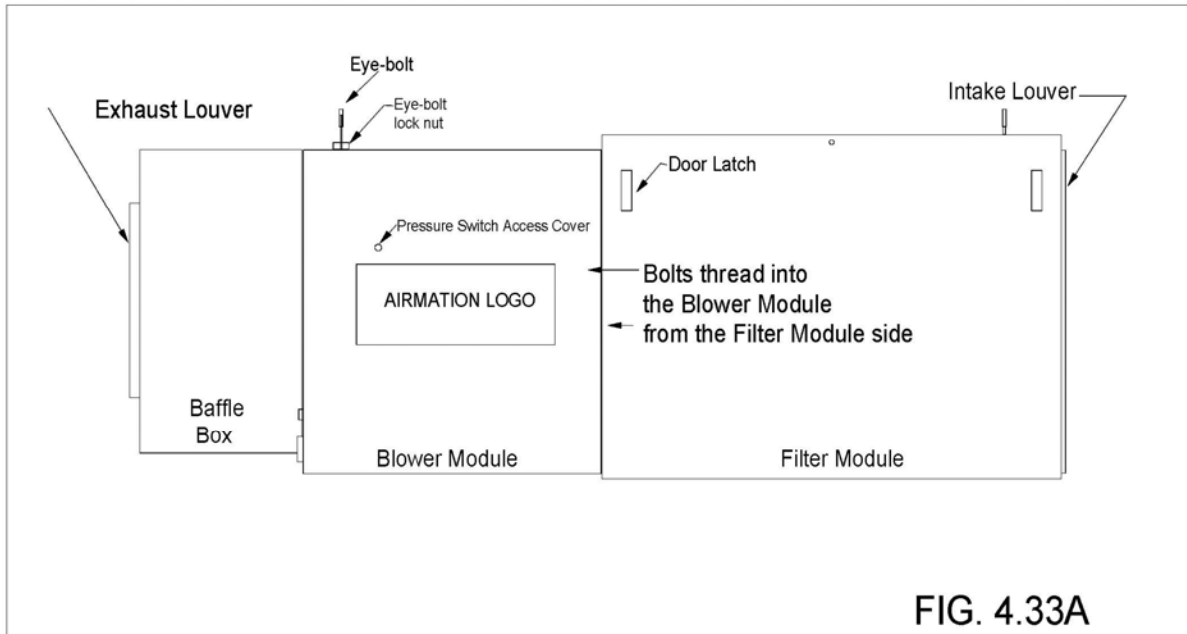 Eye-bolt
Exhaust Louver
Eye-bolt
lock nut
Intake Louver
Door Latch
Pressure Switch Access Cover
AIRMATION LOGO
Bolts thread into
the Blower Module
from the Filter Module side
Baffle
Box
Blower Module
Filter Module
FIG. 4.33A